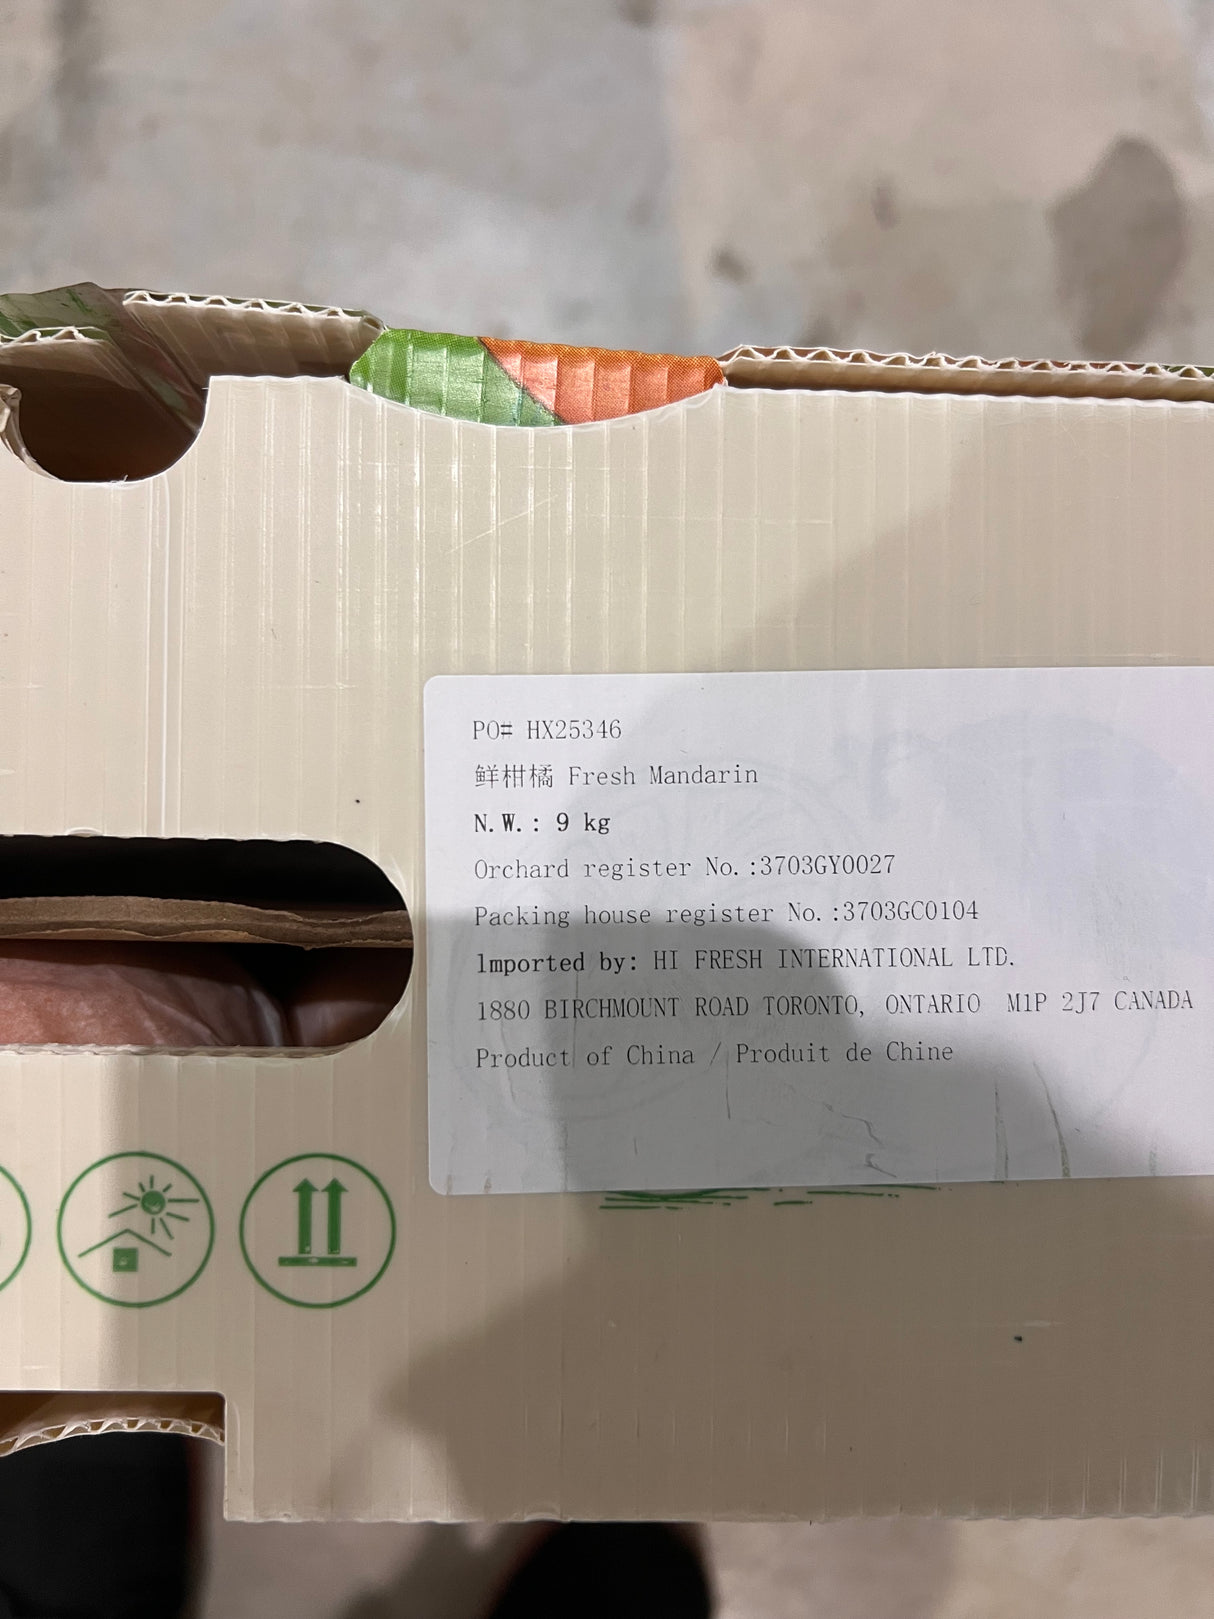 PO# HX25346
鲜柑橘 Fresh Mandarin
N.W.: 9 kg
Orchard register No.:3703GY0027
Packing house register No.:3703GC0104
lmported by: HI FRESH INTERNATIONAL LTD.
1880 BIRCHMOUNT ROAD TORONTO, ONTARIO M1P 2J7 CANADA
Product of China / Produit de Chine